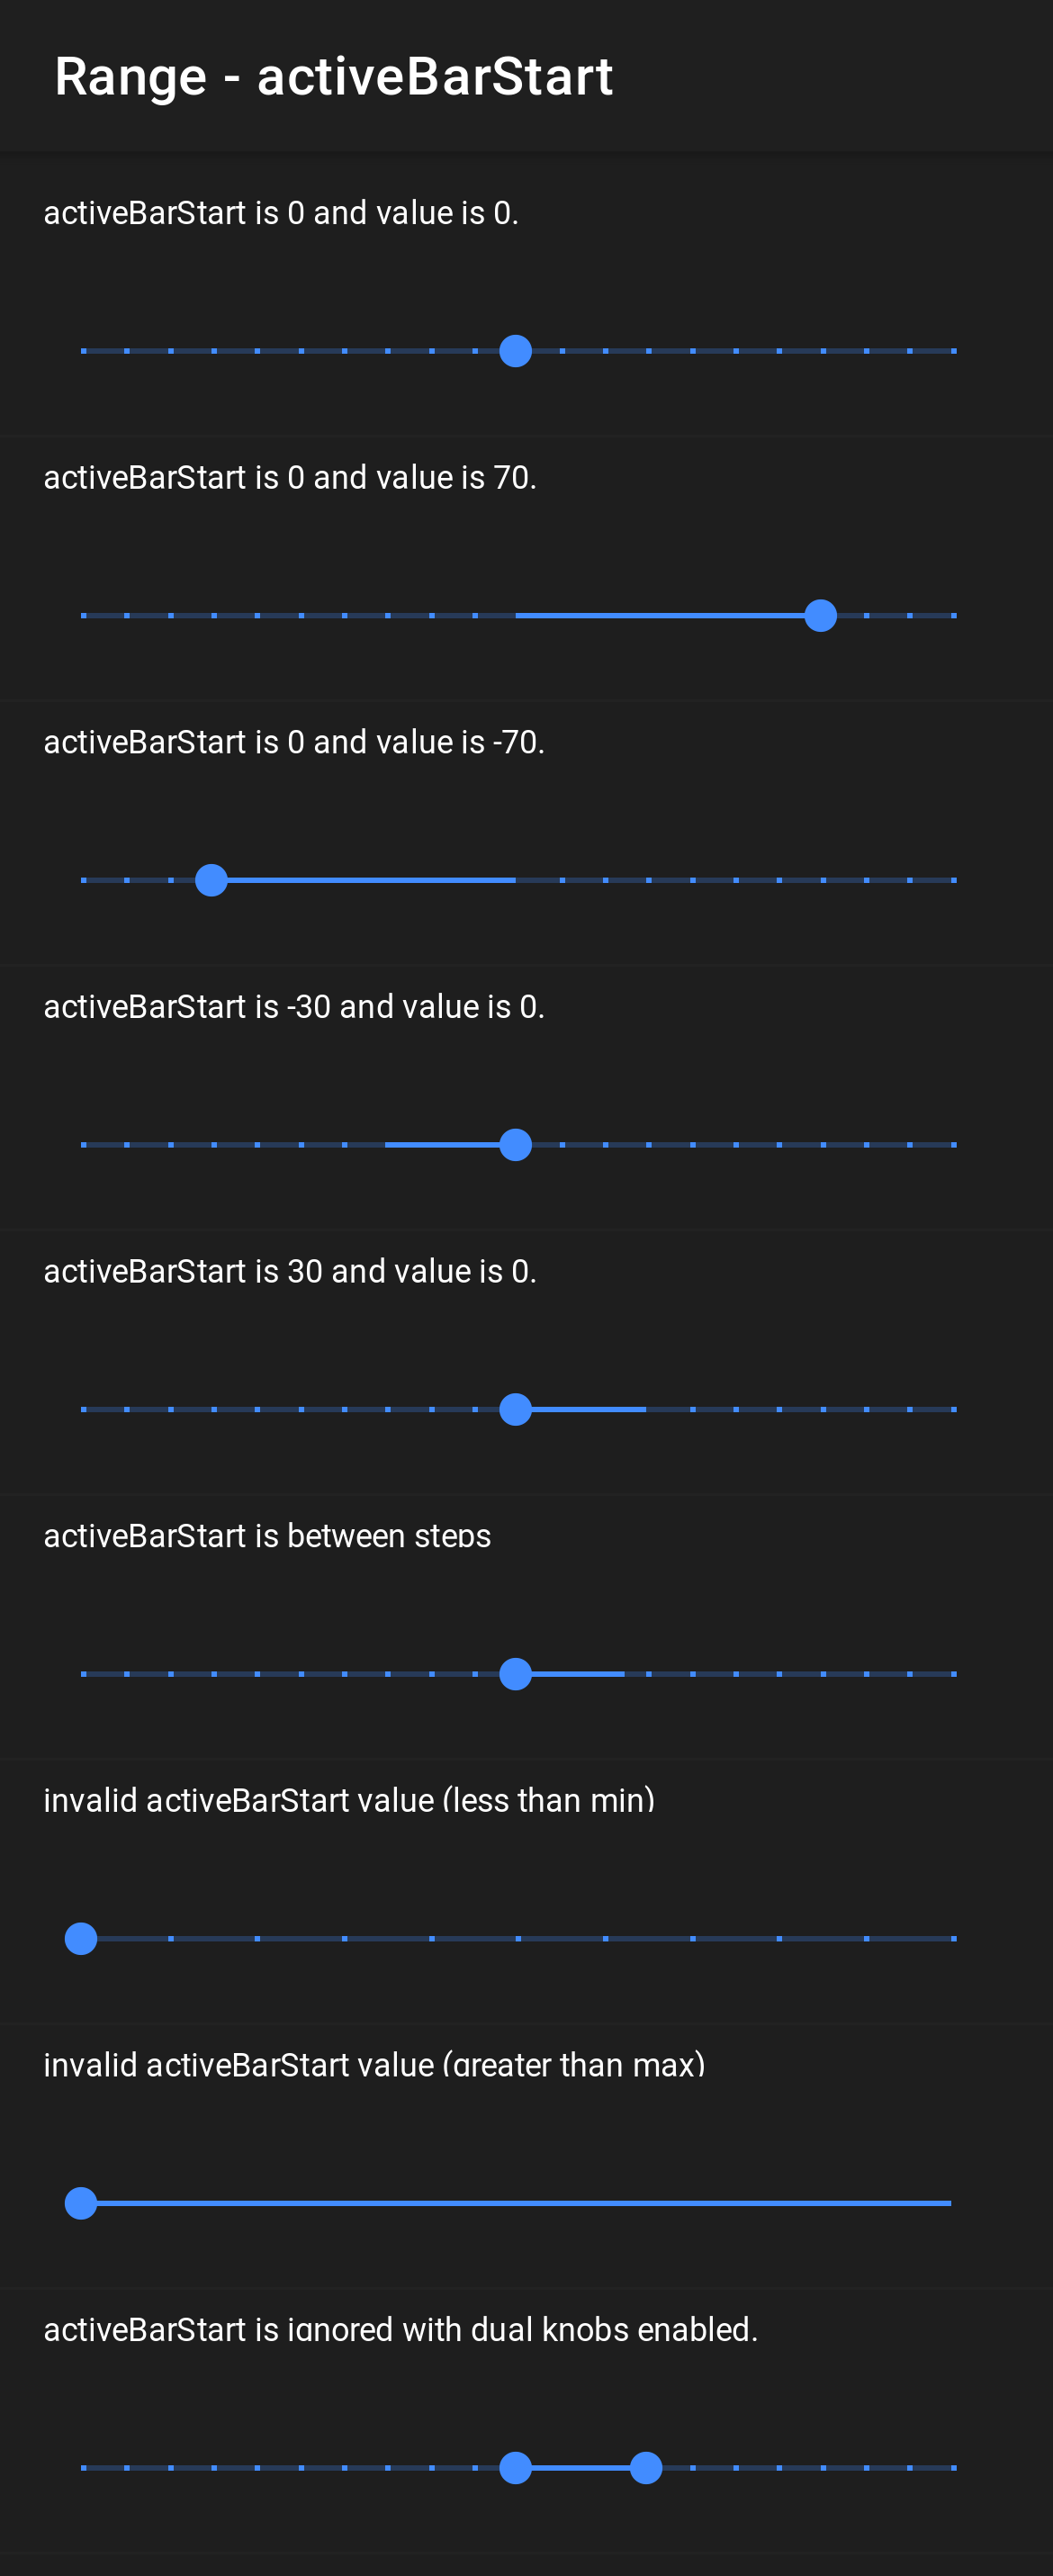 Range - activeBarStart
activeBarStart is 0 and value is 0.
activeBarStart is 0 and value is 70.
activeBarStart is 0 and value is -70.
activeBarStart is -30 and value is 0.
activeBarStart is 30 and value is 0.
activeBarStart is between steps
invalid activeBarStart value (less than min)
invalid activeBarStart value (greater than max)
activeBarStart is ignored with dual knobs enabled.